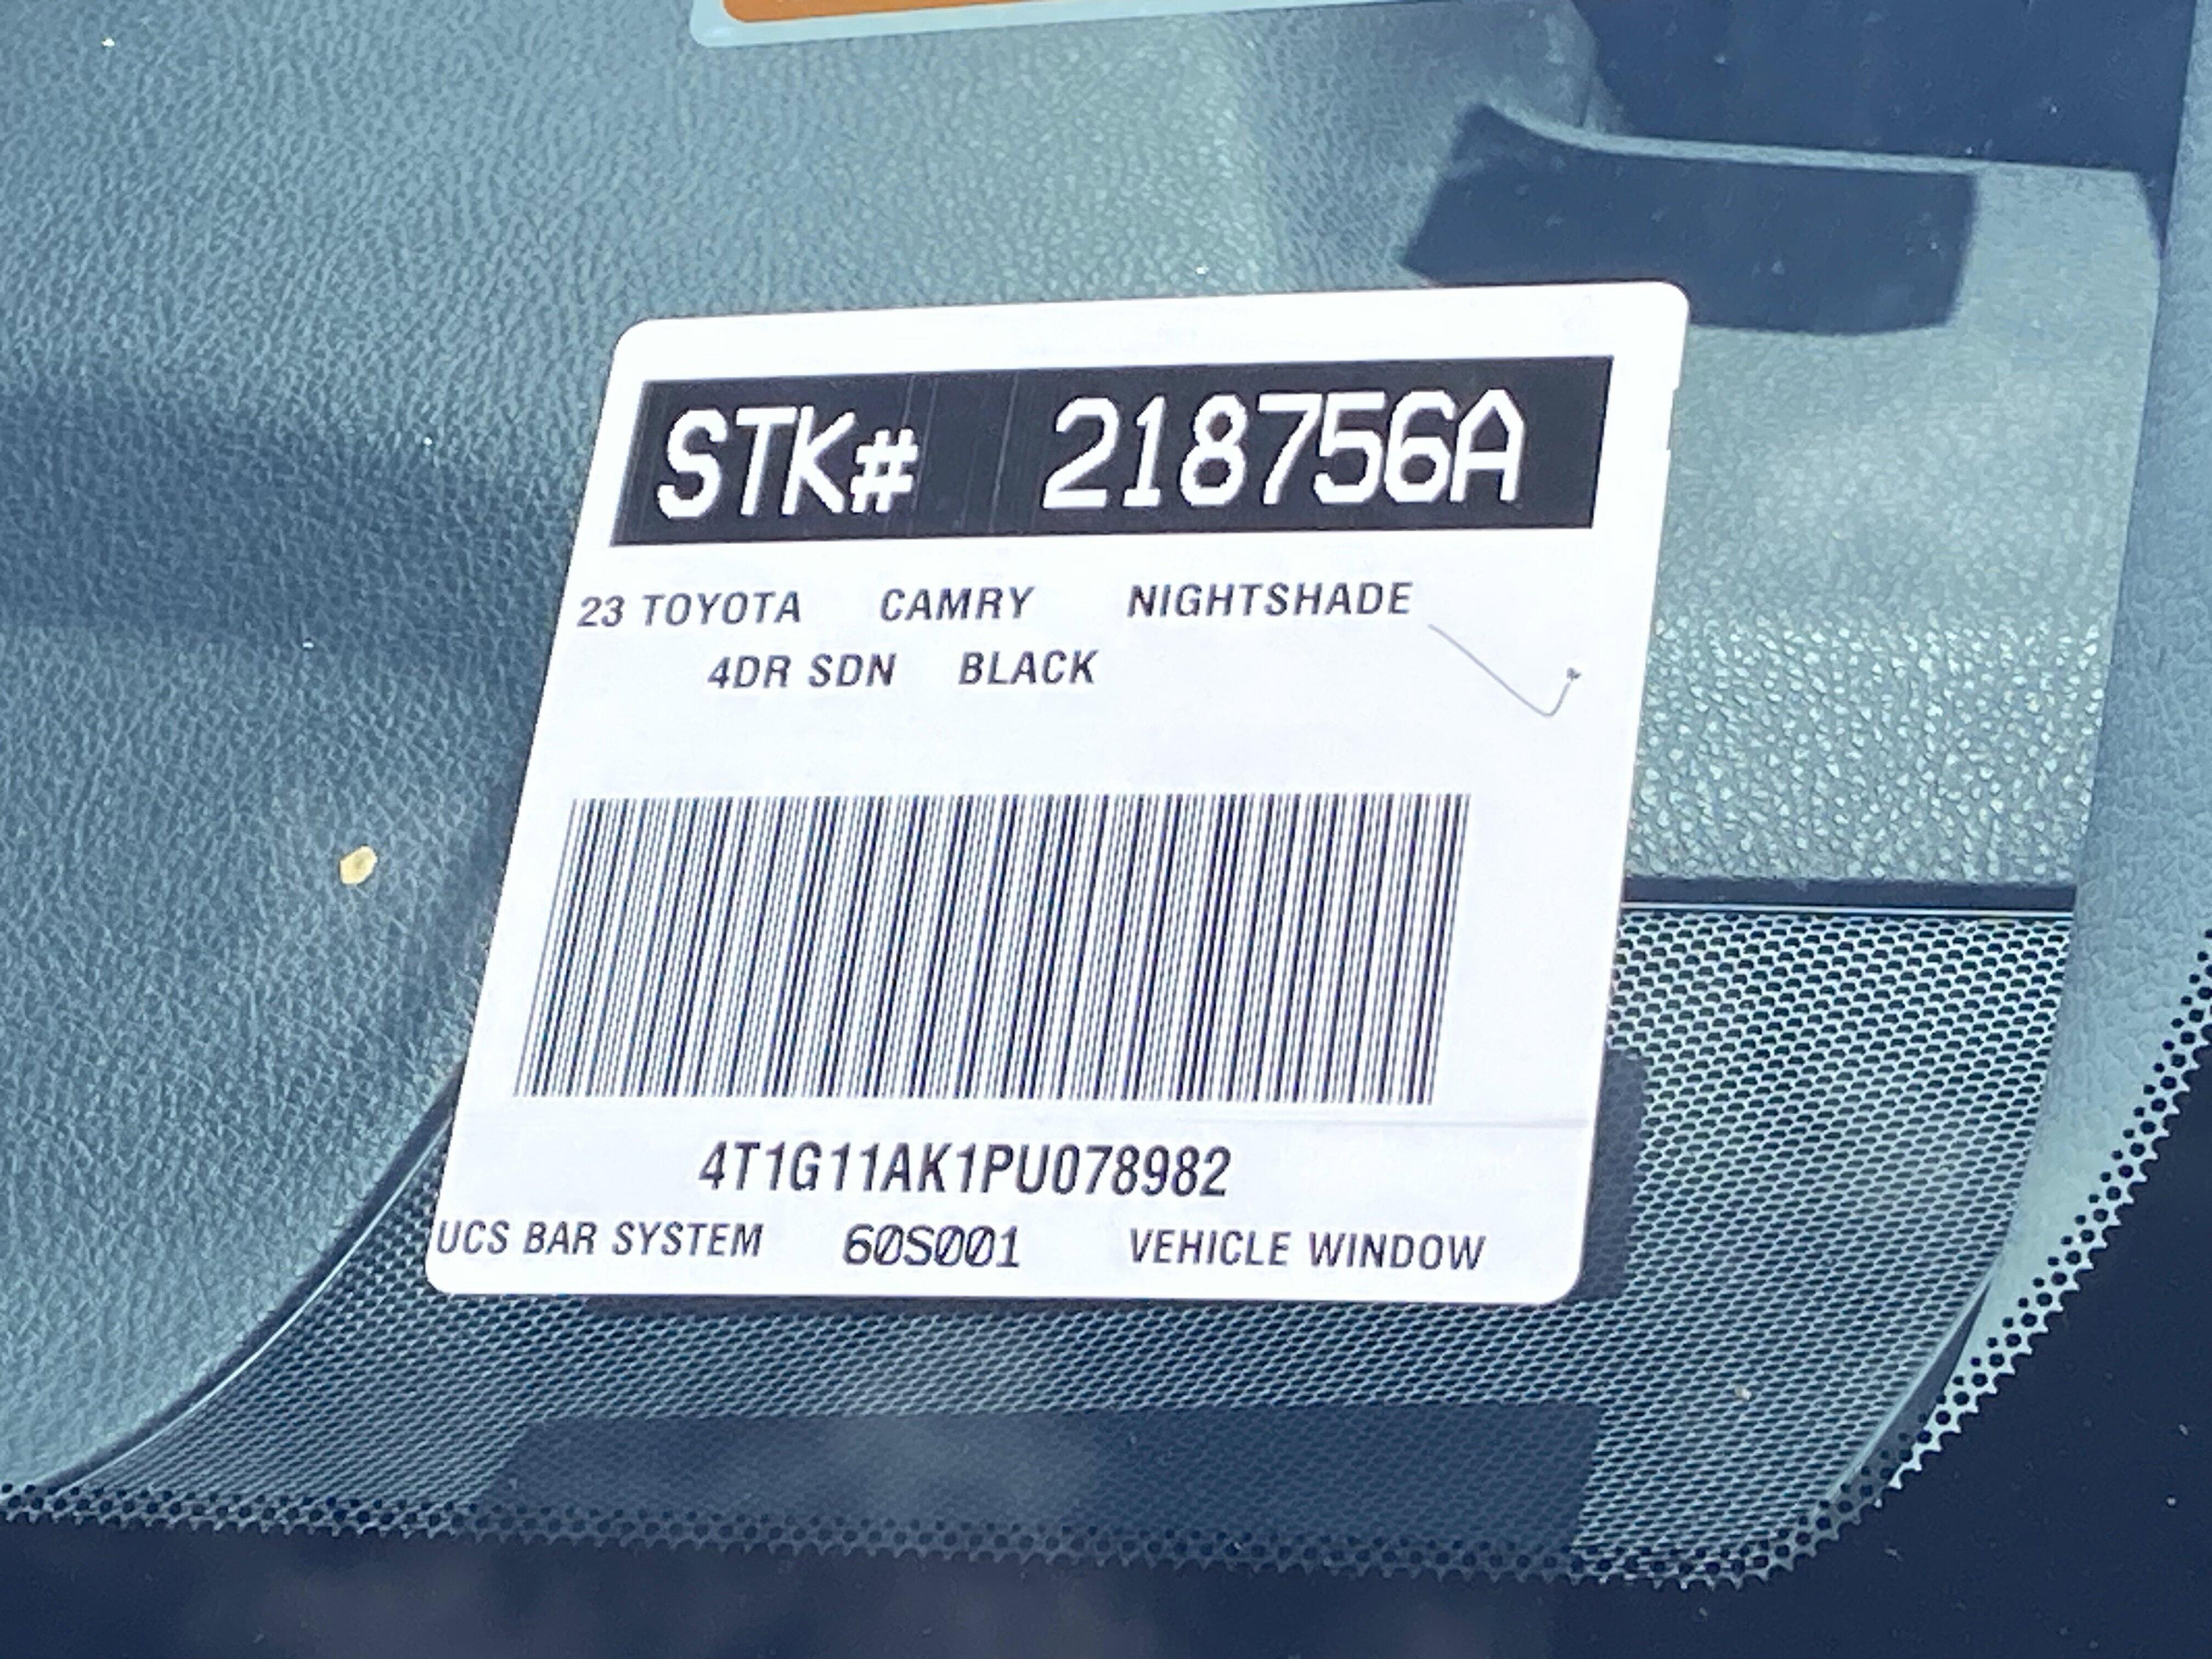 STK# 218756A
23 TOYOTA CAMRY NIGHTSHADE
4DR SDN BLACK
4T1G11AK1PU078982
UCS BAR SYSTEM 60S001 VEHICLE WINDOW